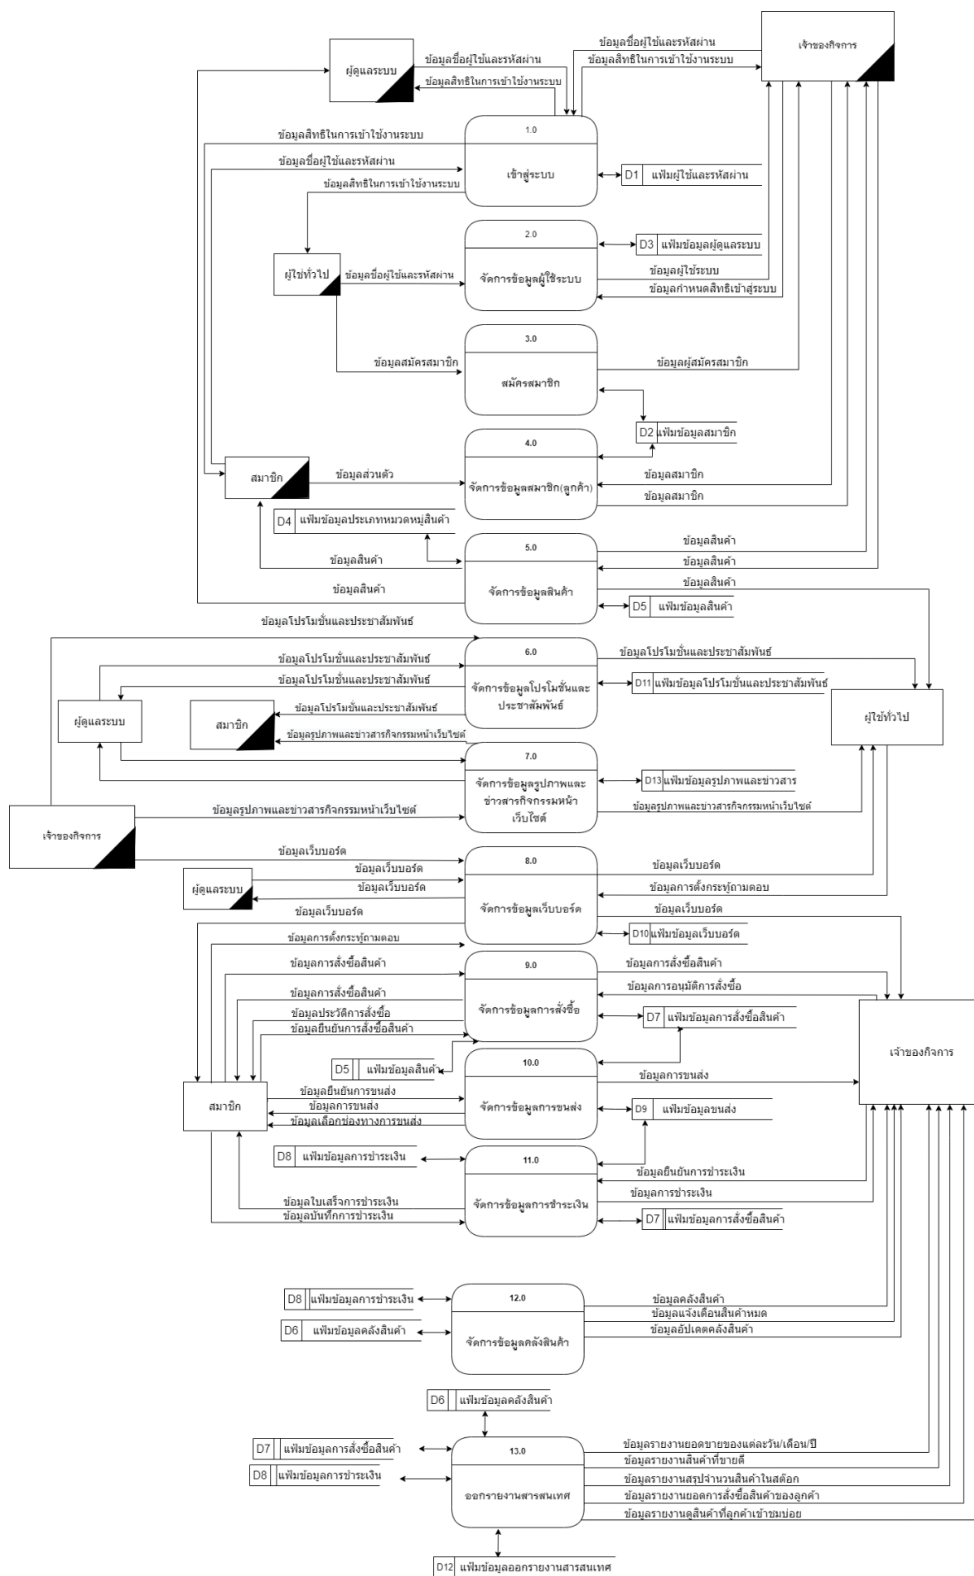 ข้อมูลชื่อผู้ใช้และรหัสผ่าน
เจ้าของกิจการ
ผู้ดูแลระบบ
ข้อมูลชื่อผู้ใช้และรหัสผ่าน
ข้อมูลสิทธิในการเข้าใช้งานระบบ
ข้อมูลสิทธิในการเข้าใช้งานระบบ
1.0
ข้อมูลสิทธิในการเข้าใช้งานระบบ
ข้อมูลชื่อผู้ใช้และรหัสผ่าน
เข้าสู่ระบบ
D1 แฟ้มผู้ใช้และรหัสผ่าน
ข้อมูลสิทธิในการเข้าใช้งานระบบ
2.0
D3 แฟ้มข้อมูลผู้ดูแลระบบ
ผู้ใช้ทั่วไป
ข้อมูลชื่อผู้ใช้และรหัสผ่าน
จัดการข้อมูลผู้ใช้ระบบ
ข้อมูลผู้ใช้ระบบ
ข้อมูลกำหนดสิทธิเข้าสู่ระบบ
3.0
ข้อมูลสมัครสมาชิก
ข้อมูลผู้สมัครสมาชิก
สมัครสมาชิก
D2 แฟ้มข้อมูลสมาชิก
4.0
สมาชิก
ข้อมูลส่วนตัว
จัดการข้อมูลสมาชิก(ลูกค้า)
ข้อมูลสมาชิก
ข้อมูลสมาชิก
D4 แฟ้มข้อมูลประเภทหมวดหมู่สินค้า
5.0
ข้อมูลสินค้า
ข้อมูลสินค้า
ข้อมูลสินค้า
ข้อมูลสินค้า
ข้อมูลสินค้า
จัดการข้อมูลสินค้า
D5 แฟ้มข้อมูลสินค้า
ข้อมูลโปรโมชั่นและประชาสัมพันธ์
6.0
ข้อมูลโปรโมชั่นและประชาสัมพันธ์
ข้อมูลโปรโมชั่นและประชาสัมพันธ์
ข้อมูลโปรโมชั่นและประชาสัมพันธ์
จัดการข้อมูลโปรโมชั่นและ
ประชาสัมพันธ์
D11 แฟ้มข้อมูลโปรโมชั่นและประชาสัมพันธ์
ผู้ดูแลระบบ
สมาชิก
ข้อมูลโปรโมชั่นและประชาสัมพันธ์
ข้อมูลรูปภาพและข่าวสารกิจกรรมหน้าเว็บไซต์
ผู้ใช้ทั่วไป
7.0
จัดการข้อมูลรูปภาพและ
ข่าวสารกิจกรรมหน้า
เว็บไซต์
D13 แฟ้มข้อมูลรูปภาพและข่าวสาร
ข้อมูลรูปภาพและข่าวสารกิจกรรมหน้าเว็บไซต์
ข้อมูลรูปภาพและข่าวสารกิจกรรมหน้าเว็บไซต์
เจ้าของกิจการ
ข้อมูลเว็บบอร์ด
8.0
ข้อมูลเว็บบอร์ด
ข้อมูลเว็บบอร์ด
ผู้ดูแลระบบ
ข้อมูลเว็บบอร์ด
ข้อมูลการตั้งกระทู้ถามตอบ
จัดการข้อมูลเว็บบอร์ด
ข้อมูลเว็บบอร์ด
ข้อมูลเว็บบอร์ด
D10 แฟ้มข้อมูลเว็บบอร์ด
ข้อมูลการตั้งกระทู้ถามตอบ
9.0
ข้อมูลการสั่งซื้อสินค้า
ข้อมูลการสั่งซื้อสินค้า
ข้อมูลการอนุมัติการสั่งซื้อ
ข้อมูลการสั่งซื้อสินค้า
จัดการข้อมูลการสั่งซื้อ
ข้อมูลประวัติการสั่งซื้อ
D7 แฟ้มข้อมูลการสั่งซื้อสินค้า
ข้อมูลยืนยันการสั่งซื้อสินค้า
เจ้าของกิจการ
D5 แฟ้มข้อมูลสินค้า
10.0
ข้อมูลการขนส่ง
สมาชิก
ข้อมูลยืนยันการขนส่ง
ข้อมูลการขนส่ง
ข้อมูลเลือกช่องทางการขนส่ง
จัดการข้อมูลการขนส่ง
D9 แฟ้มข้อมูลขนส่ง
D8 แฟ้มข้อมูลการชำระเงิน
11.0
ข้อมูลยืนยันการชำระเงิน
ข้อมูลการชำระเงิน
ข้อมูลใบเสร็จการชำระเงิน
ข้อมูลบันทึกการชำระเงิน
จัดการข้อมูลการชำระเงิน
D7 แฟ้มข้อมูลการสั่งซื้อสินค้า
D8 แฟ้มข้อมูลการชำระเงิน
12.0
ข้อมูลคลังสินค้า
ข้อมูลแจ้งเตือนสินค้าหมด
ข้อมูลอัปเดตคลังสินค้า
D6 แฟ้มข้อมูลคลังสินค้า
จัดการข้อมูลคลังสินค้า
D6 แฟ้มข้อมูลคลังสินค้า
D7 แฟ้มข้อมูลการสั่งซื้อสินค้า
13.0
ข้อมูลรายงานยอดขายของแต่ละวัน/เดือน/ปี
ข้อมูลรายงานสินค้าที่ขายดี
D8 แฟ้มข้อมูลการชำระเงิน
ข้อมูลรายงานสรุปจำนวนสินค้าในสต๊อก
ออกรายงานสารสนเทศ
ข้อมูลรายงานยอดการสั่งซื้อสินค้าของลูกค้า
ข้อมูลรายงานดูสินค้าที่ลูกค้าเข้าชมบ่อย
D12 แฟ้มข้อมูลออกรายงานสารสนเทศ